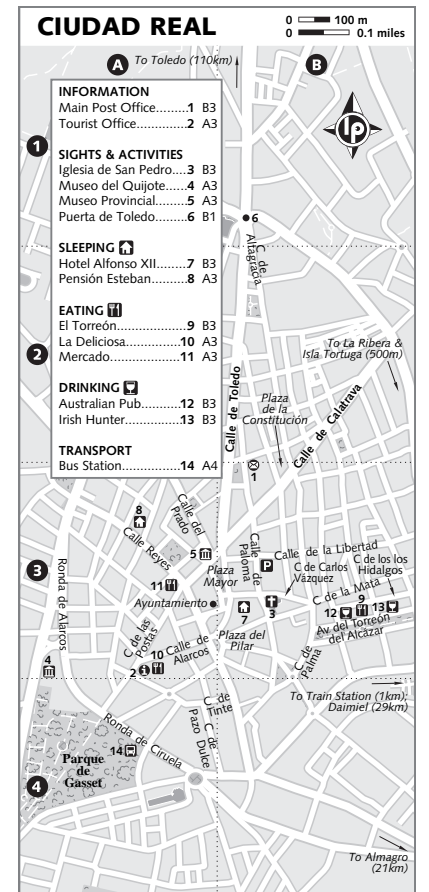 CIUDAD REAL
0 100 m
0 0.1 miles
A
To Toledo (110km)
B
1
2
3
4
lp
INFORMATION
Main Post Office.........1 B3
Tourist Office..............2 A3
SIGHTS & ACTIVITIES
Iglesia de San Pedro....3 B3
Museo del Quijote......4 A3
Museo Provincial.........5 A3
Puerta de Toledo.........6 B1
SLEEPING
Hotel Alfonso XII.........7 B3
Pensión Esteban..........8 A3
EATING
El Torreón....................9 B3
La Deliciosa...............10 A3
Mercado....................11 A3
DRINKING
Australian Pub...........12 B3
Irish Hunter...............13 B3
TRANSPORT
Bus Station................14 A4
6
C de
Altagracia
To La Ribera &
Isla Tortuga (500m)
Calle de Toledo
Plaza
de la
Constitución
Calle de Calatrava
1
8
Calle del
Prado
Calle Reyes
5
Calle de
Paloma
P
Calle de la Libertad
C de Carlos
Vázquez
C de los los
Hidalgos
Plaza
Mayor
11
Ayuntamiento
7
3
C de la Mata
9
12
13
Av del Torreón
del Alcázar
Plaza del
Pilar
Ronda de Alarcos
C de las
Postas
10
Calle de
Alarcos
2
4
C de
Palma
C de
Tinte
C de
Pazo Dulce
To Train Station (1km);
Daimiel (29km)
Ronda de Ciruela
14
Parque
de
Gasset
To Almagro
(21km)